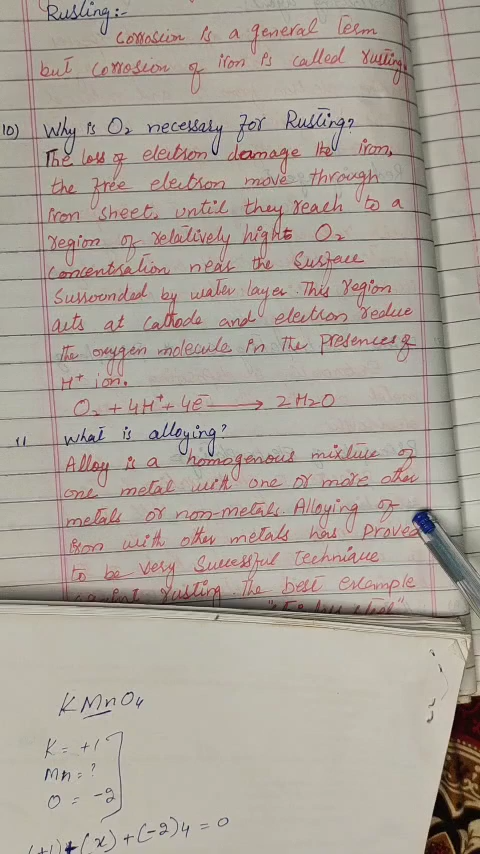 Rusting:-
Corrosion is a general term
but corrosion of iron is called rusting.
10) Why is O₂ necessary for Rusting?
The loss of electron damage the iron,
the free electron move through
iron sheet, until they reach to a
region of relatively hight O₂
concentration near the surface
surrounded by water layer. This region
acts at cathode and electron reduce
the oxygen molecule in the presences of
H⁺ ion.
O₂ + 4H⁺ + 4e⁻ ⟶ 2H2O
11 what is alloying?
Alloy is a homogenous mixture of
one metal with one or more other
metals or non-metals. Alloying of
iron with other metals has proved
to be very successful technique
against rusting. The best example
"stainless steel"
KMnO₄
K = +1
Mn = ?
O = -2
(+1) + (x) + (-2)4 = 0